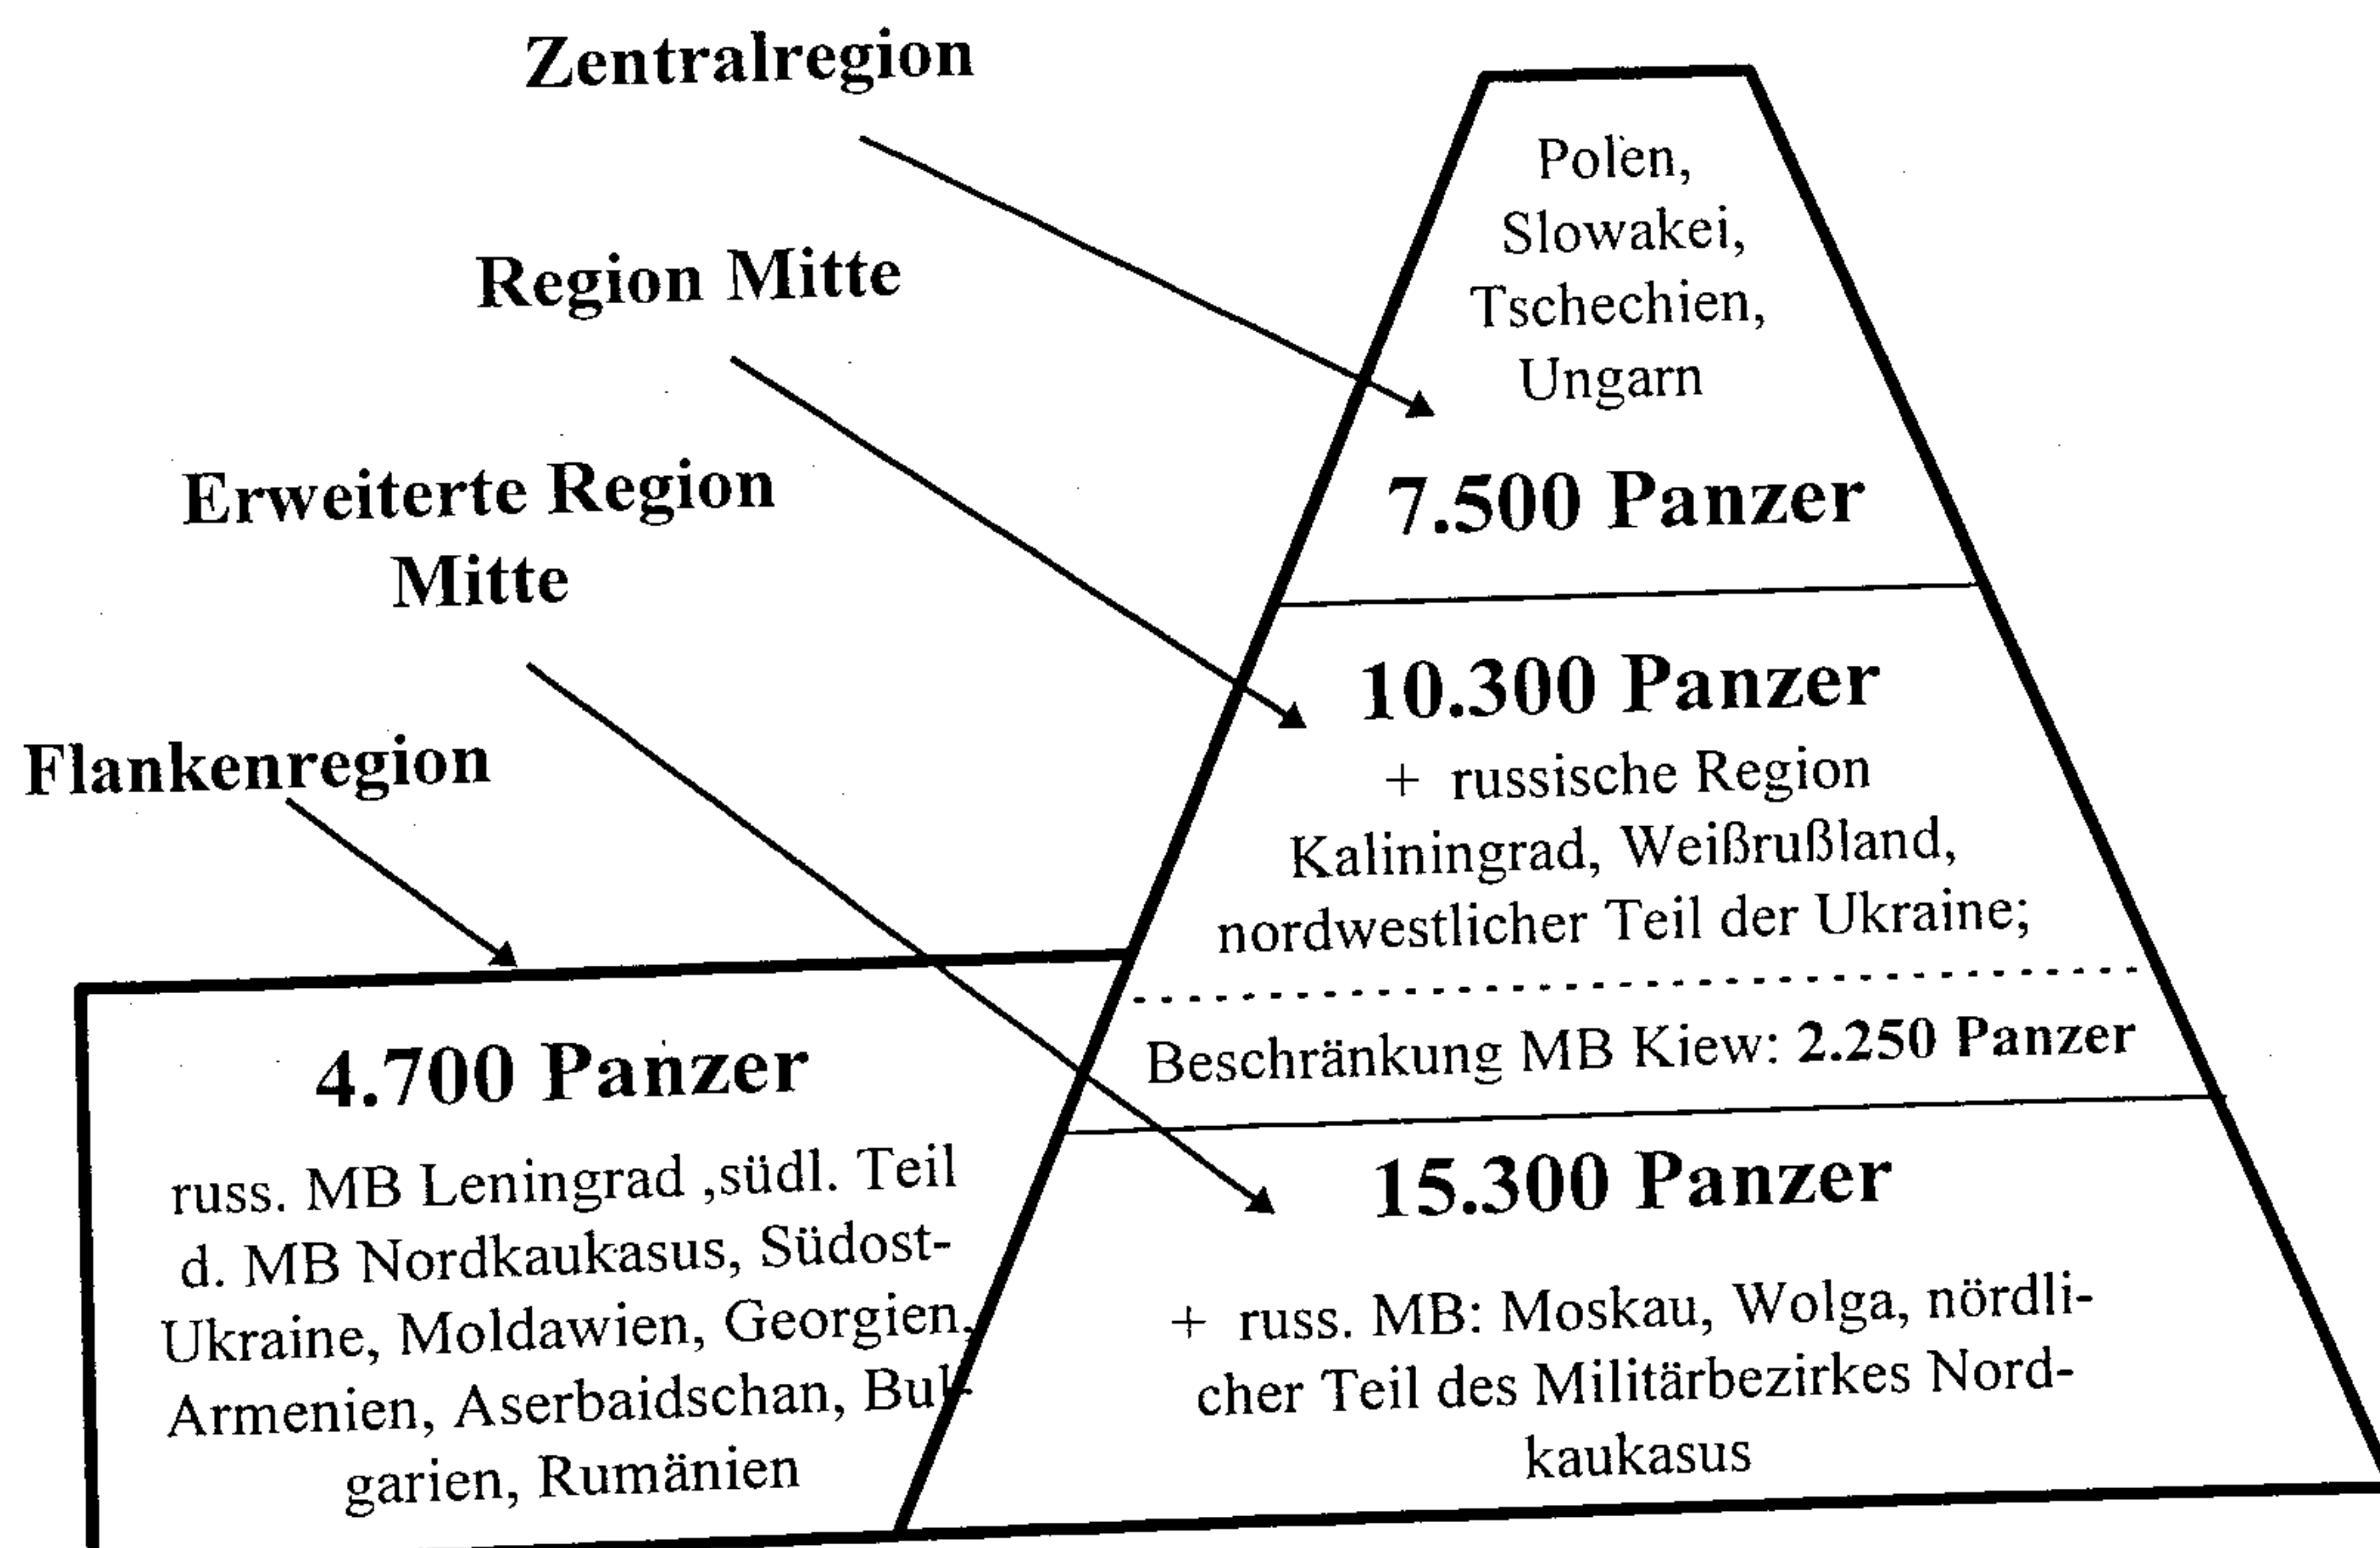 Zentralregion
Region Mitte
Erweiterte Region
Mitte
Flankenregion
Polen,
Slowakei,
Tschechien,
Ungarn
7.500 Panzer
10.300 Panzer
+ russische Region
Kaliningrad, Weißrußland,
nordwestlicher Teil der Ukraine;
Beschränkung MB Kiew: 2.250 Panzer
4.700 Panzer
russ. MB Leningrad ,südl. Teil
d. MB Nordkaukasus, Südost-
Ukraine, Moldawien, Georgien,
Armenien, Aserbaidschan, Bul-
garien, Rumänien
15.300 Panzer
+ russ. MB: Moskau, Wolga, nördli-
cher Teil des Militärbezirkes Nord-
kaukasus